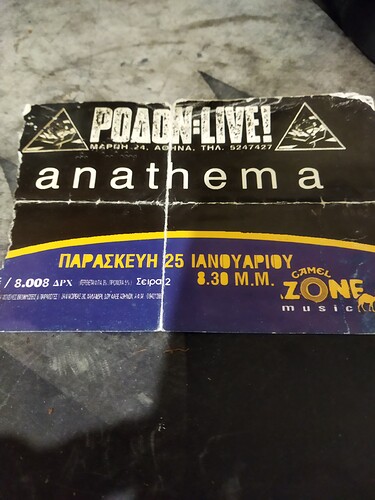 ΡΟΔΟΝ:LIVE!
ΜΑΡΝΗ 24, ΑΘΗΝΑ, ΤΗΛ. 5247427
anathema
ΠΑΡΑΣΚΕΥΗ 25 ΙΑΝΟΥΑΡΙΟΥ
/ 8.008 ΔΡΧ Σειρα 2 8.30 Μ.Μ.
CAMEL
ZONE
music